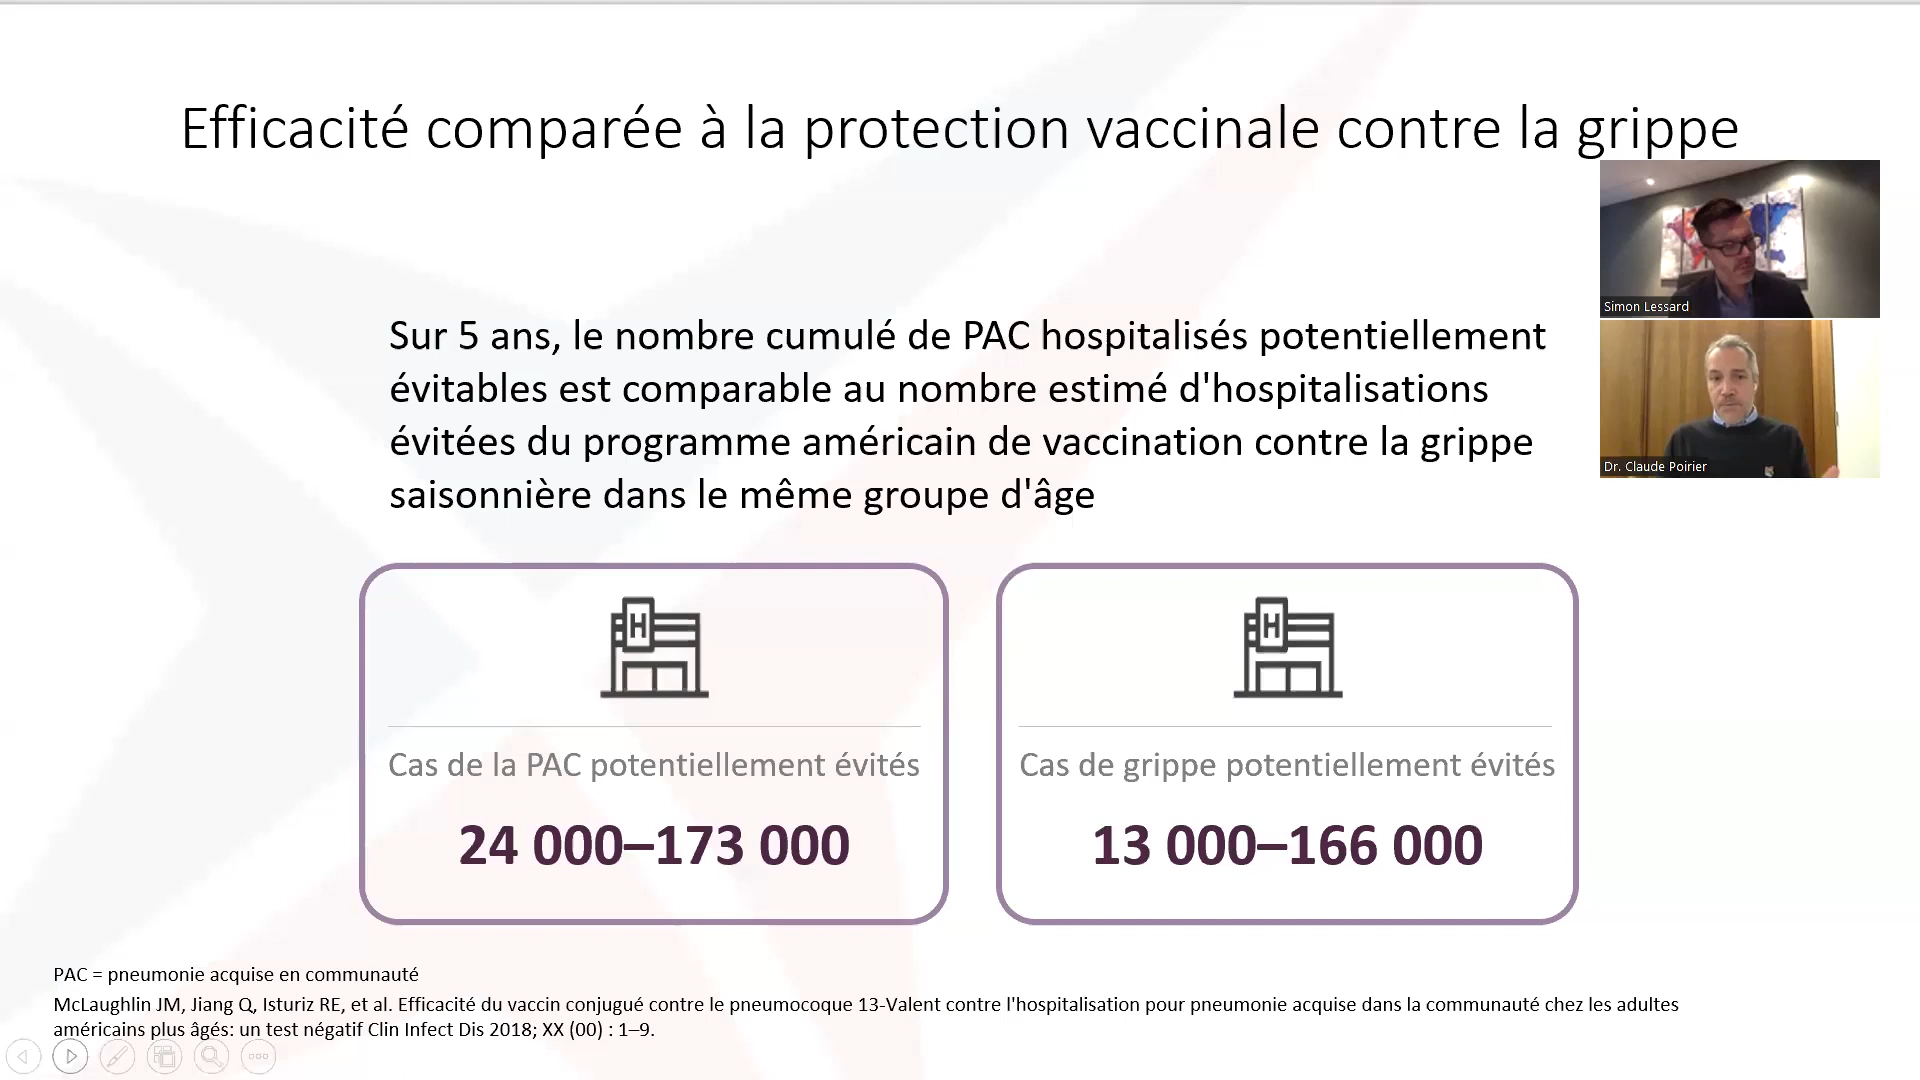 Efficacité comparée à la protection vaccinale contre la grippe
Simon Lessard
Dr. Claude Poirier
Sur 5 ans, le nombre cumulé de PAC hospitalisés potentiellement
évitables est comparable au nombre estimé d'hospitalisations
évitées du programme américain de vaccination contre la grippe
saisonnière dans le même groupe d'âge
H
H
Cas de la PAC potentiellement évités
24 000–173 000
Cas de grippe potentiellement évités
13 000–166 000
PAC = pneumonie acquise en communauté
McLaughlin JM, Jiang Q, Isturiz RE, et al. Efficacité du vaccin conjugué contre le pneumocoque 13-Valent contre l'hospitalisation pour pneumonie acquise dans la communauté chez les adultes
américains plus âgés: un test négatif Clin Infect Dis 2018; XX (00) : 1–9.